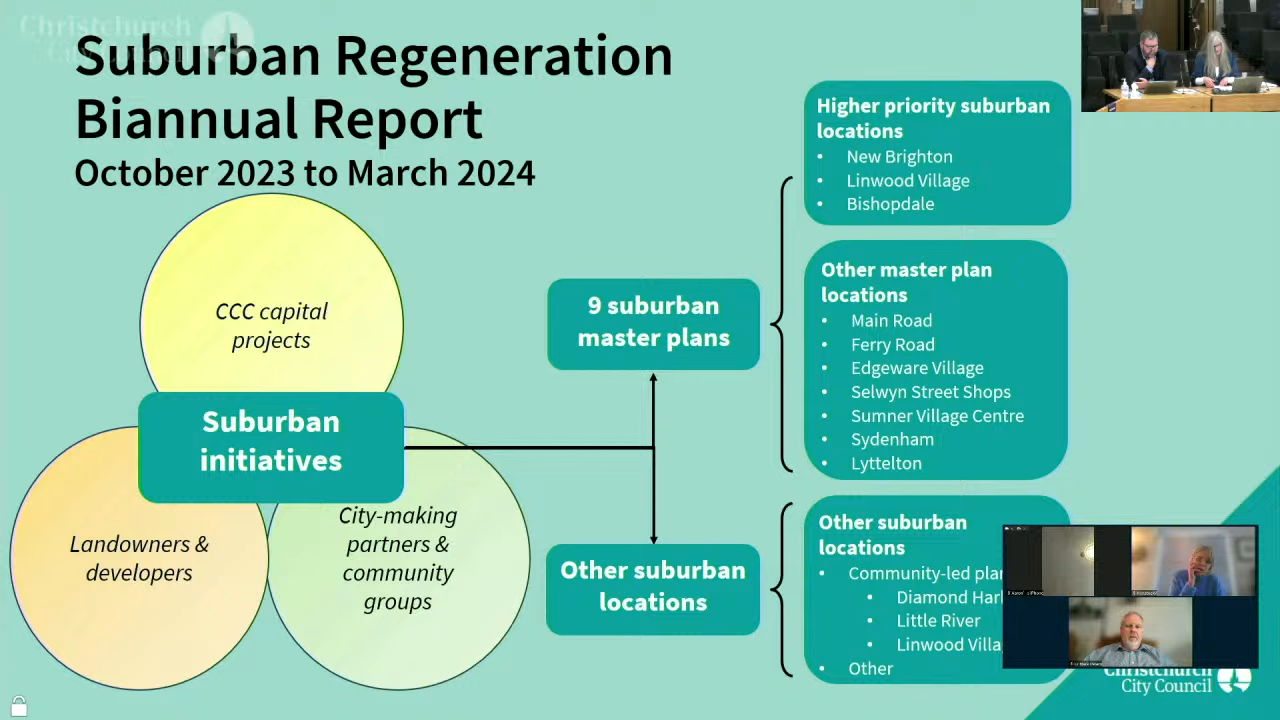 Christchurch
City Council
Suburban Regeneration
Biannual Report
October 2023 to March 2024
CCC capital
projects
Suburban
initiatives
Landowners &
developers
City-making
partners &
community
groups
9 suburban
master plans
Other suburban
locations
Higher priority suburban
locations
• New Brighton
• Linwood Village
• Bishopdale
Other master plan
locations
• Main Road
• Ferry Road
• Edgeware Village
• Selwyn Street Shops
• Sumner Village Centre
• Sydenham
• Lyttelton
Other suburban
locations
• Community-led plan
• Diamond Har
• Little River
• Linwood Villa
• Other
Christchurch
City Council